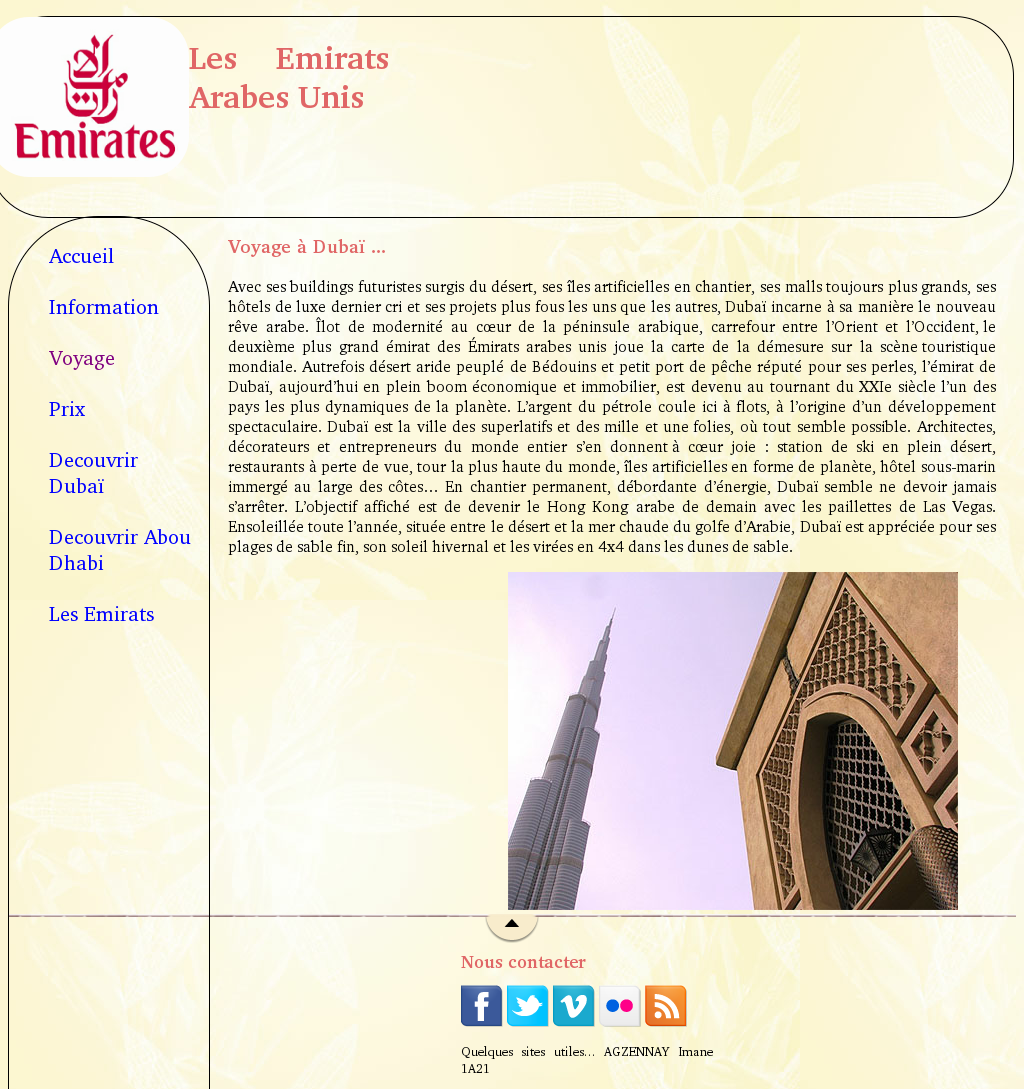 Emirates
Les Emirats
Arabes Unis
Accueil
Information
Voyage
Prix
Decouvrir
Dubaï
Decouvrir Abou
Dhabi
Les Emirats
Voyage à Dubaï ...
Avec ses buildings futuristes surgis du désert, ses îles artificielles en chantier, ses malls toujours plus grands, ses
hôtels de luxe dernier cri et ses projets plus fous les uns que les autres, Dubaï incarne à sa manière le nouveau
rêve arabe. Îlot de modernité au cœur de la péninsule arabique, carrefour entre l’Orient et l’Occident, le
deuxième plus grand émirat des Émirats arabes unis joue la carte de la démesure sur la scène touristique
mondiale. Autrefois désert aride peuplé de Bédouins et petit port de pêche réputé pour ses perles, l’émirat de
Dubaï, aujourd’hui en plein boom économique et immobilier, est devenu au tournant du XXIe siècle l’un des
pays les plus dynamiques de la planète. L’argent du pétrole coule ici à flots, à l’origine d’un développement
spectaculaire. Dubaï est la ville des superlatifs et des mille et une folies, où tout semble possible. Architectes,
décorateurs et entrepreneurs du monde entier s’en donnent à cœur joie : station de ski en plein désert,
restaurants à perte de vue, tour la plus haute du monde, îles artificielles en forme de planète, hôtel sous-marin
immergé au large des côtes… En chantier permanent, débordante d’énergie, Dubaï semble ne devoir jamais
s’arrêter. L’objectif affiché est de devenir le Hong Kong arabe de demain avec les paillettes de Las Vegas.
Ensoleillée toute l’année, située entre le désert et la mer chaude du golfe d’Arabie, Dubaï est appréciée pour ses
plages de sable fin, son soleil hivernal et les virées en 4x4 dans les dunes de sable.
Nous contacter
Quelques sites utiles... AGZENNAY Imane
1A21